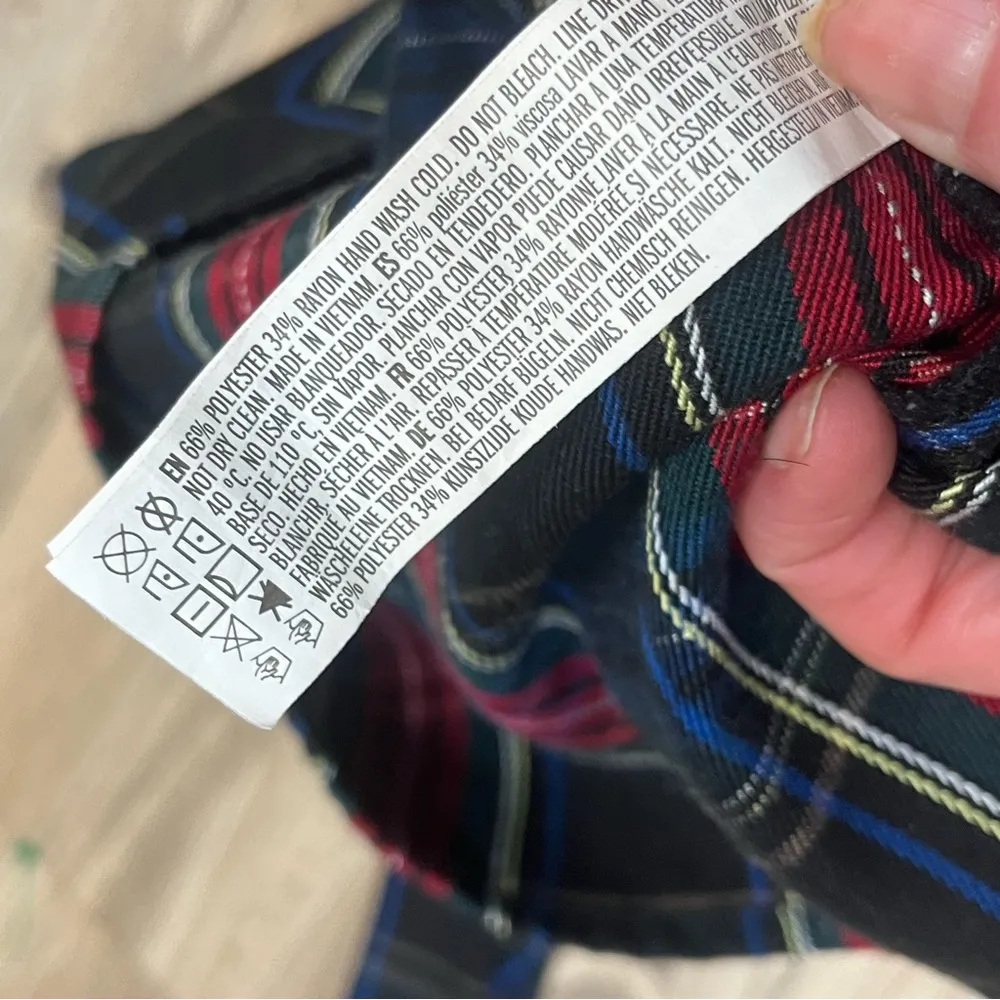 EN 66% POLYESTER 34% RAYON HAND WASH COLD. DO NOT BLEACH. LINE DR
NOT DRY CLEAN. MADE IN VIETNAM. ES 66% poliéster 34% viscosa LAVAR A MANO
40 °C. NO USAR BLANQUEADOR. SECADO EN TENDEDERO. PLANCHAR A UNA TEMPERATURA
BASE DE 110 °C, SIN VAPOR. PLANCHAR CON VAPOR PUEDE CAUSAR DANO IRREVERSIBLE. NO
SECO. HECHO EN VIETNAM. FR 66% POLYESTER 34% RAYONNE LAVER À LA MAIN À L'EAU FROIDE.
BLANCHIR. SÉCHER À L'AIR. REPASSER À TEMPÉRATURE MODERÉE SI NÉCESSAIRE. NE PAS
FABRIQUÉ AU VIETNAM. DE 66% POLYESTER 34% RAYON HANDWÄSCHE KALT. NICHT BLEICHEN.
WÄSCHELEINE TROCKNEN. BEI BEDARF BÜGELN. NICHT CHEMISCH REINIGEN. HERGESTELLT IN VIETNAM
66% POLYESTER 34% KUNSTZIJDE KOUDE HANDWAS. NIET BLEKEN.